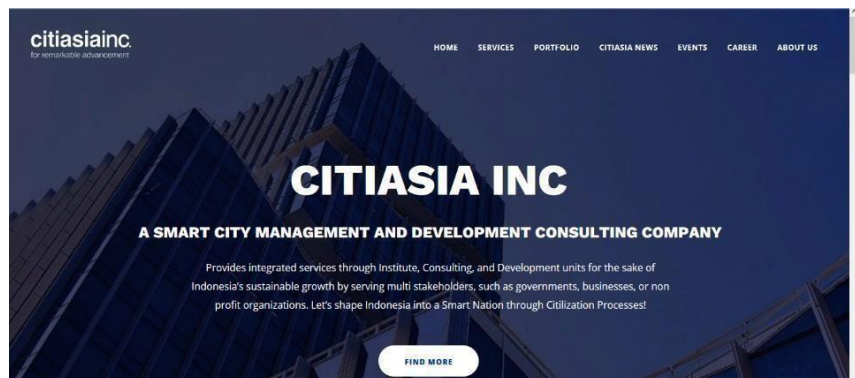 citiasiainc.
for remarkable advancement
HOME SERVICES PORTFOLIO CITIASIA NEWS EVENTS CAREER ABOUT US
CITIASIA INC
A SMART CITY MANAGEMENT AND DEVELOPMENT CONSULTING COMPANY
Provides integrated services through Institute, Consulting, and Development units for the sake of
Indonesia's sustainable growth by serving multi stakeholders, such as governments, businesses, or non
profit organizations. Let's shape Indonesia into a Smart Nation through Citilization Processes!
FIND MORE